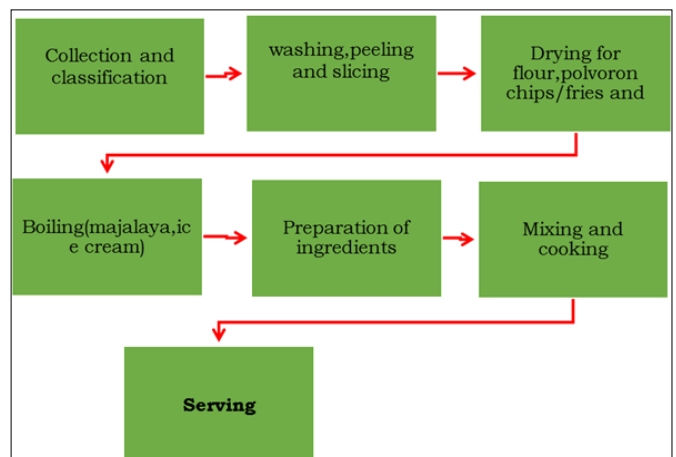 Collection and
classification
washing,peeling
and slicing
Drying for
flour,polvoron
chips/fries and
Boiling(majalaya,ic
e cream)
Preparation of
ingredients
Mixing and
cooking
Serving